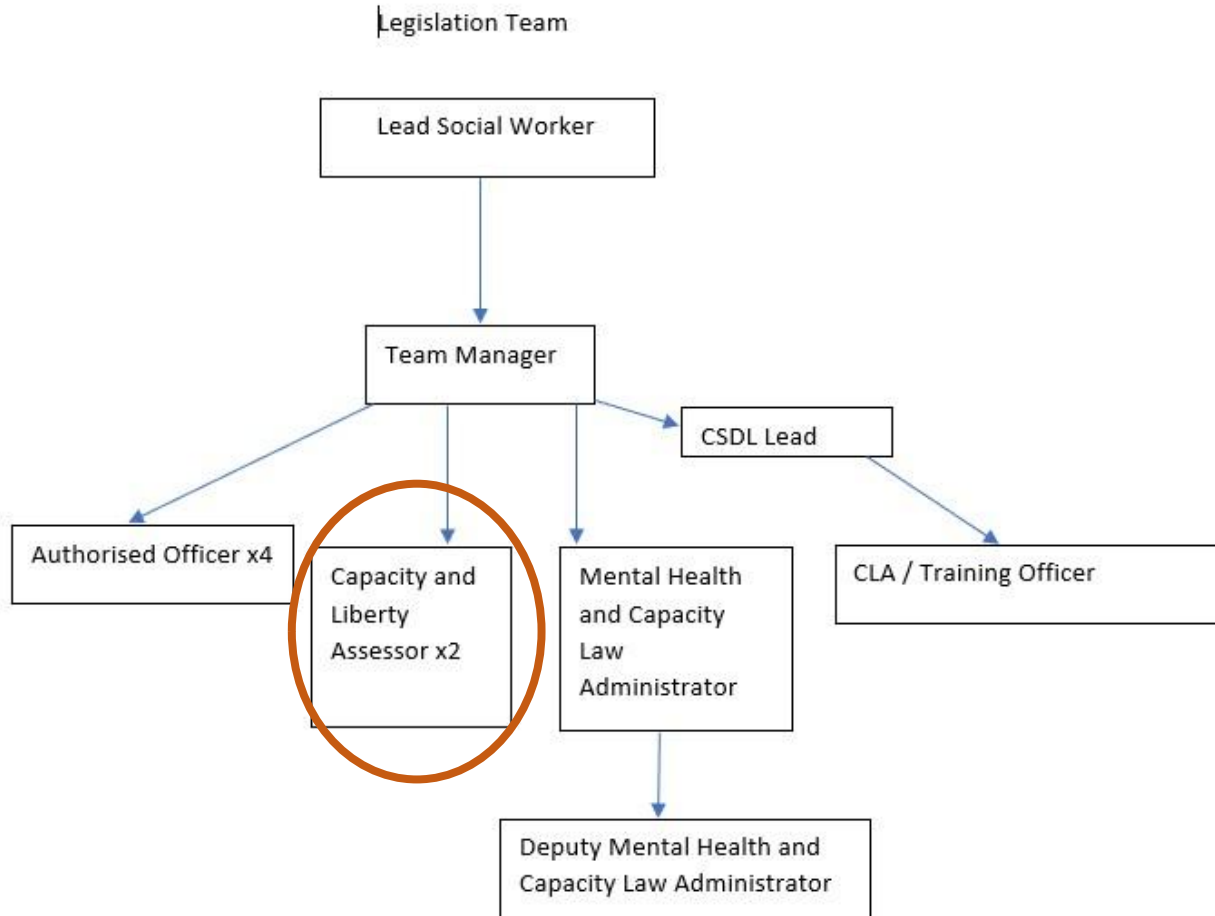 Legislation Team
Lead Social Worker
Team Manager
CSDL Lead
Authorised Officer x4
Capacity and
Liberty
Assessor x2
Mental Health
and Capacity
Law
Administrator
CLA / Training Officer
Deputy Mental Health and
Capacity Law Administrator